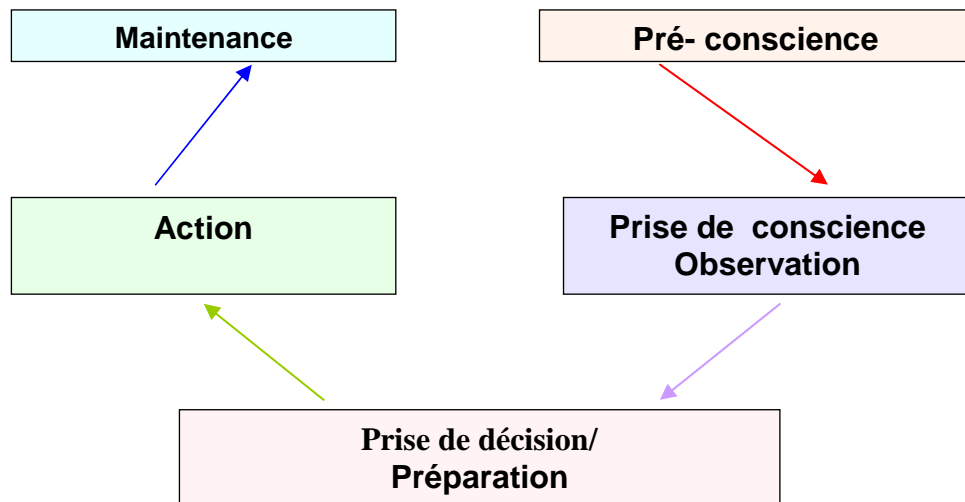 Maintenance
Pré- conscience
Action
Prise de conscience
Observation
Prise de décision/
Préparation